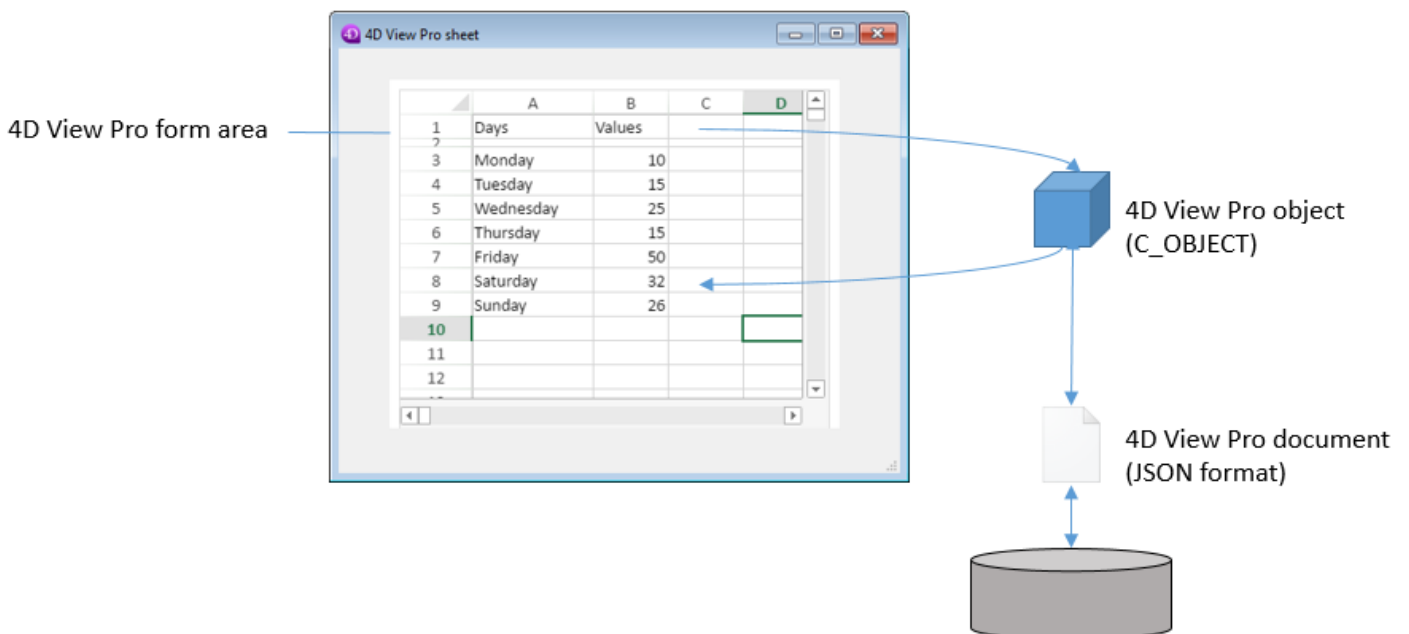 4D View Pro sheet
4D View Pro form area
A B C D
1 Days Values
2
3 Monday 10
4 Tuesday 15
5 Wednesday 25
6 Thursday 15
7 Friday 50
8 Saturday 32
9 Sunday 26
10
11
12
4D View Pro object
(C_OBJECT)
4D View Pro document
(JSON format)